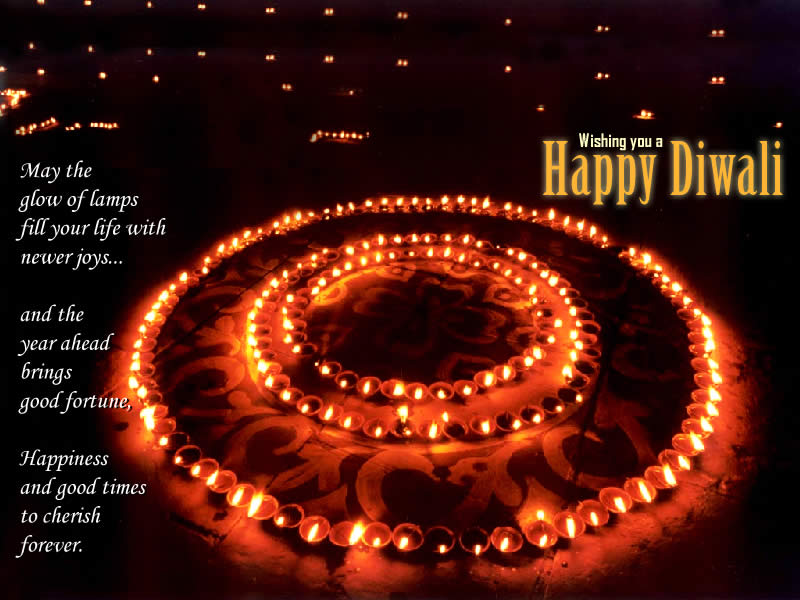 Wishing you a
Happy Diwali
May the
glow of lamps
fill your life with
newer joys...
and the
year ahead
brings
good fortune,
Happiness
and good times
to cherish
forever.